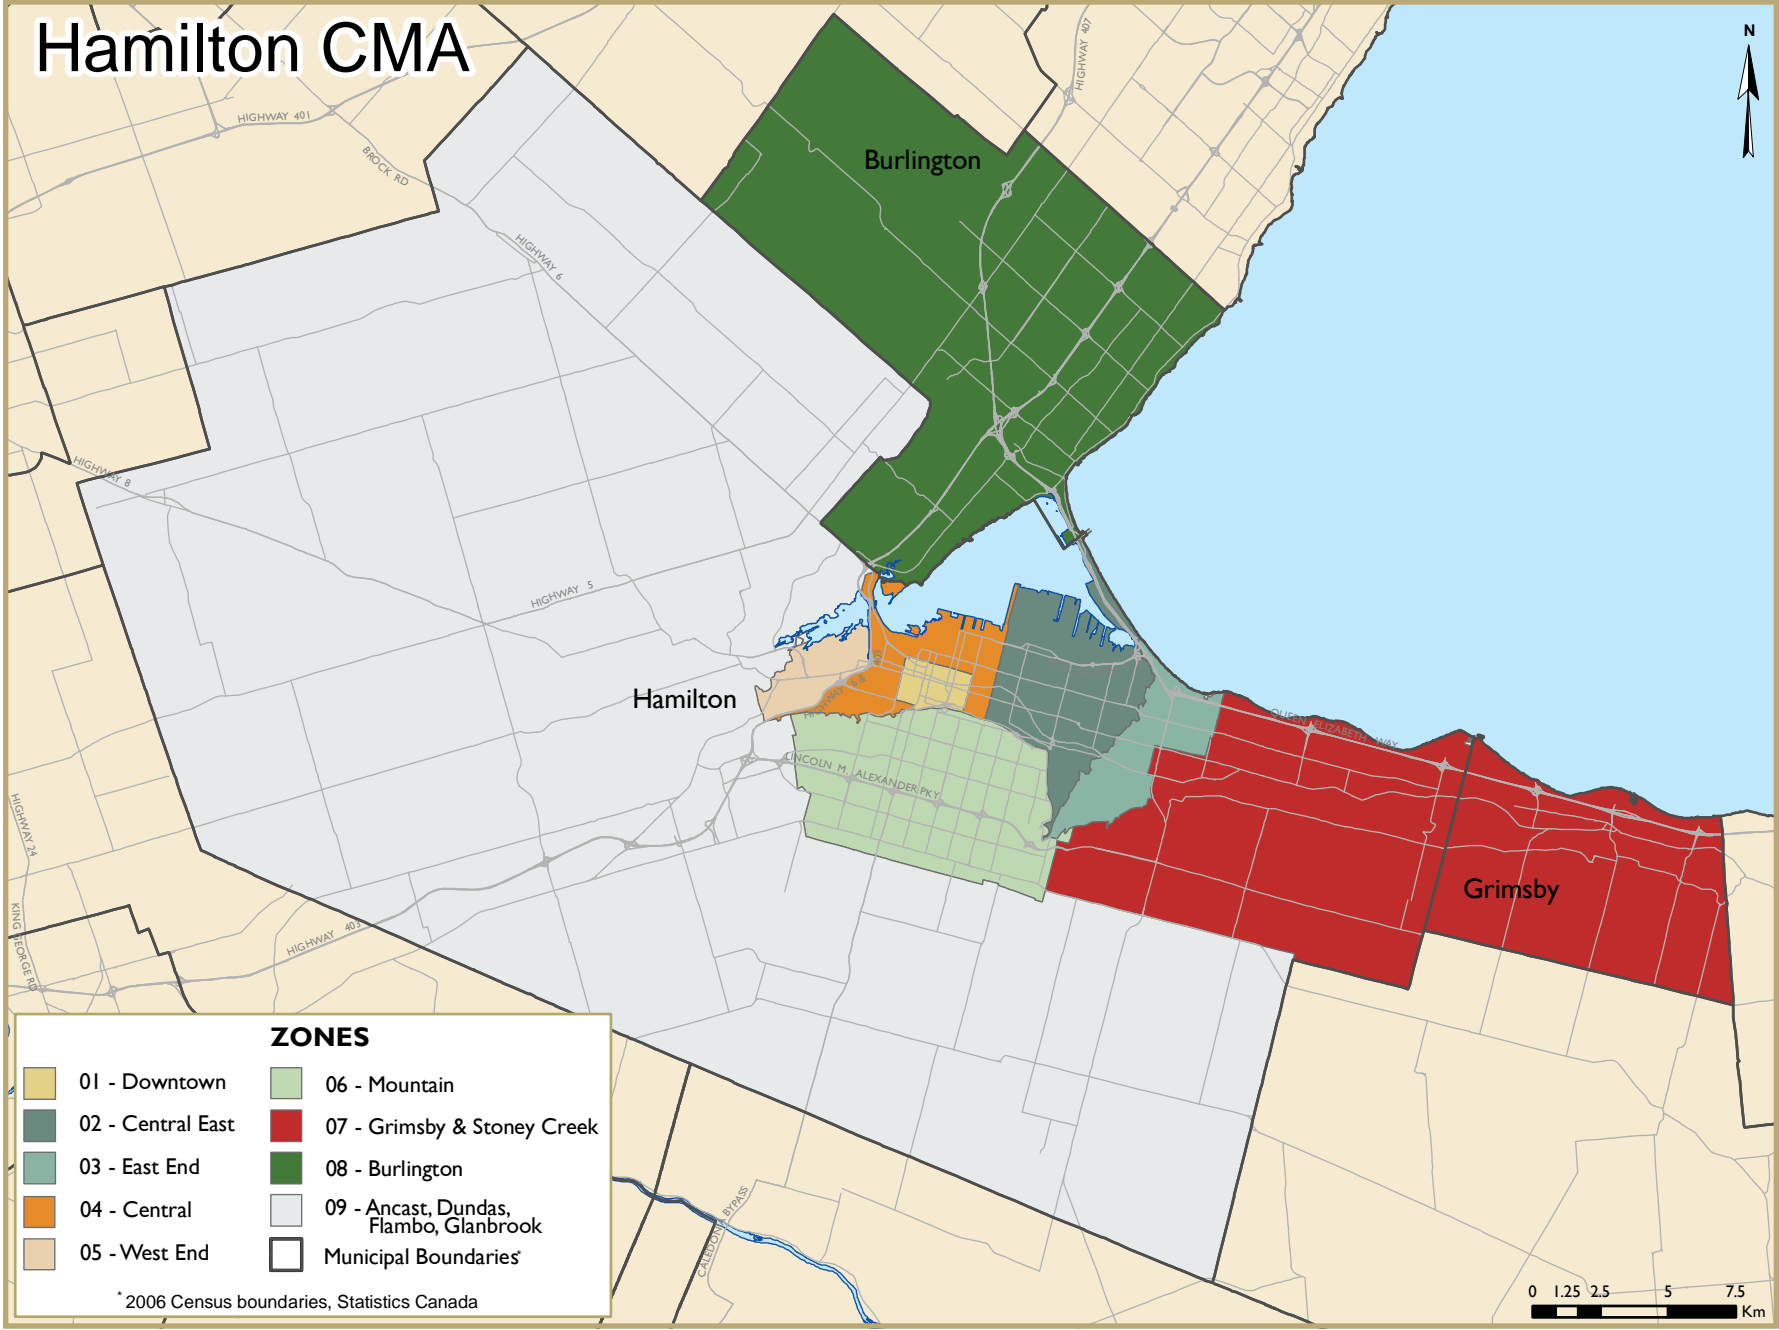 Hamilton CMA
N
HIGHWAY 407
HIGHWAY 401
BROCK RD
Burlington
HIGHWAY 6
HIGHWAY 8
HIGHWAY 5
Hamilton
HIGHWAY 6 &
QUEEN ELIZABETH WAY
LINCOLN M. ALEXANDER PKY
HIGHWAY 24
Grimsby
KING GEORGE RD
HIGHWAY 403
CALEDONIA BYPASS
ZONES
01 - Downtown
02 - Central East
03 - East End
04 - Central
05 - West End
06 - Mountain
07 - Grimsby & Stoney Creek
08 - Burlington
09 - Ancast, Dundas,
Flambo, Glanbrook
Municipal Boundaries*
* 2006 Census boundaries, Statistics Canada
0 1.25 2.5 5 7.5
Km